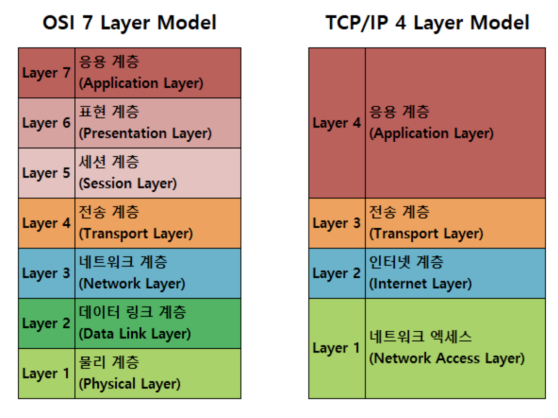 OSI 7 Layer Model
Layer 7
응용 계층
(Application Layer)
Layer 6
표현 계층
(Presentation Layer)
Layer 5
세션 계층
(Session Layer)
Layer 4
전송 계층
(Transport Layer)
Layer 3
네트워크 계층
(Network Layer)
Layer 2
데이터 링크 계층
(Data Link Layer)
Layer 1
물리 계층
(Physical Layer)
TCP/IP 4 Layer Model
Layer 4
응용 계층
(Application Layer)
Layer 3
전송 계층
(Transport Layer)
Layer 2
인터넷 계층
(Internet Layer)
Layer 1
네트워크 엑세스
(Network Access Layer)